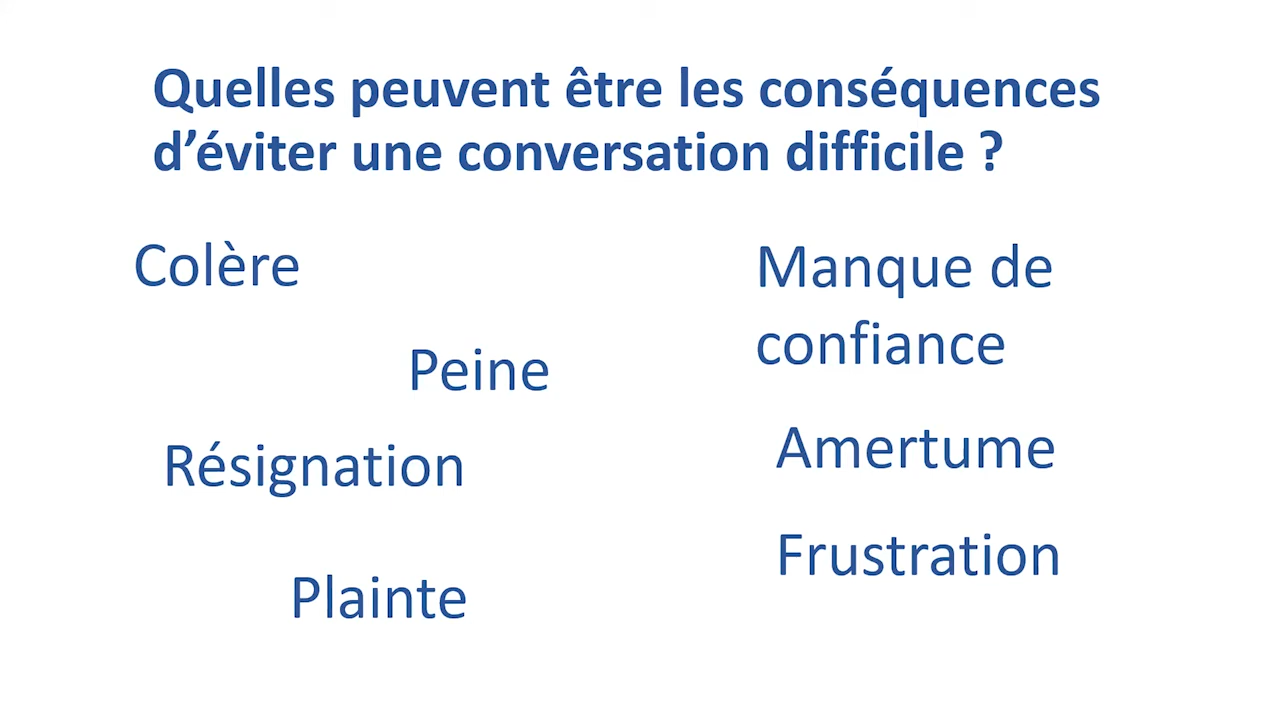 Quelles peuvent être les conséquences
d’éviter une conversation difficile ?
Colère
Manque de
confiance
Peine
Amertume
Résignation
Frustration
Plainte